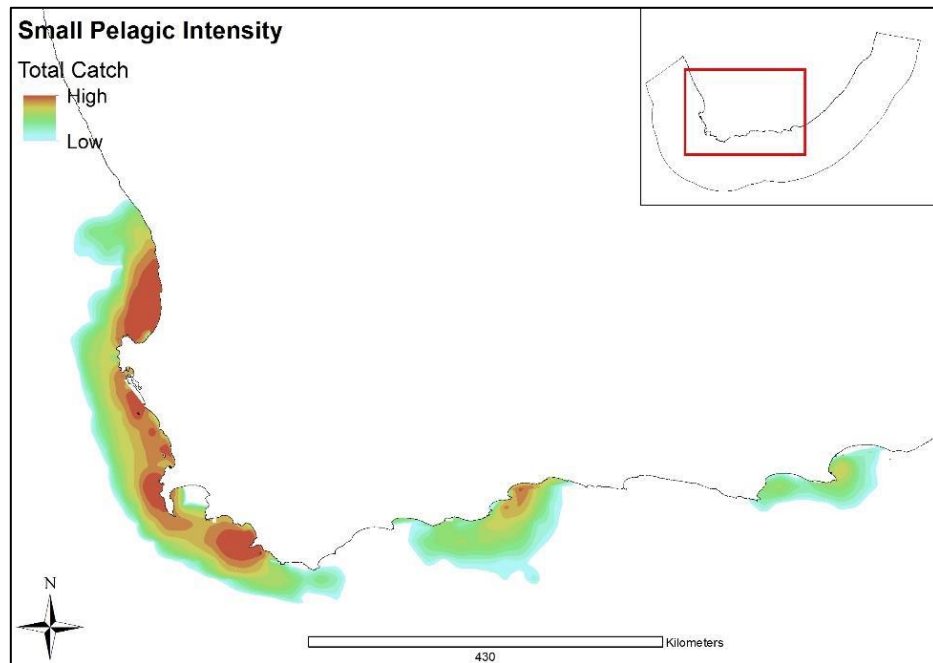 Small Pelagic Intensity
Total Catch
High
Low
N
Kilometers
430